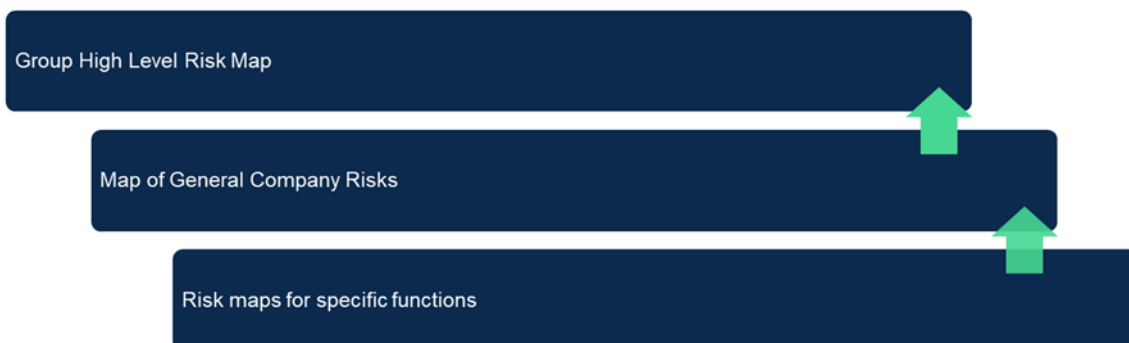 Group High Level Risk Map
Map of General Company Risks
Risk maps for specific functions